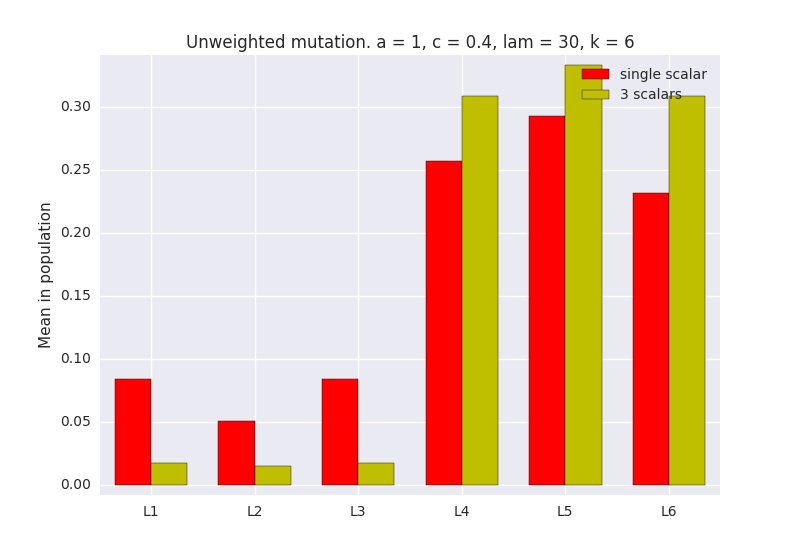 Unweighted mutation. a = 1, c = 0.4, lam = 30, k = 6
single scalar
3 scalars
Mean in population
0.30
0.25
0.20
0.15
0.10
0.05
0.00
L1 L2 L3 L4 L5 L6